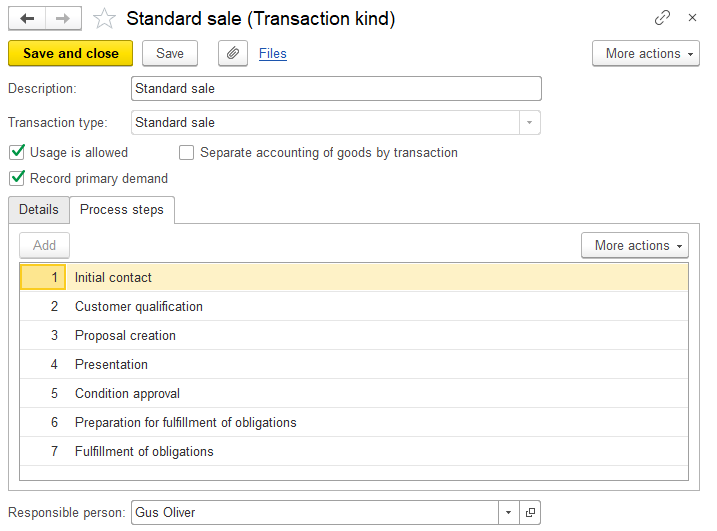 Standard sale (Transaction kind)
Save and close Save Files More actions
Description: Standard sale
Transaction type: Standard sale
Usage is allowed Separate accounting of goods by transaction
Record primary demand
Details Process steps
Add More actions
1 Initial contact
2 Customer qualification
3 Proposal creation
4 Presentation
5 Condition approval
6 Preparation for fulfillment of obligations
7 Fulfillment of obligations
Responsible person: Gus Oliver